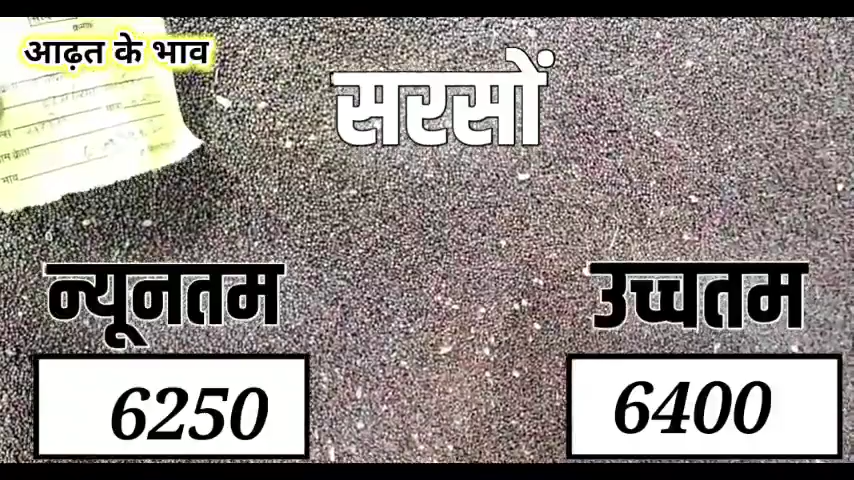 आढ़त के भाव
सरसों
न्यूनतम
उच्चतम
6250
6400
भाव